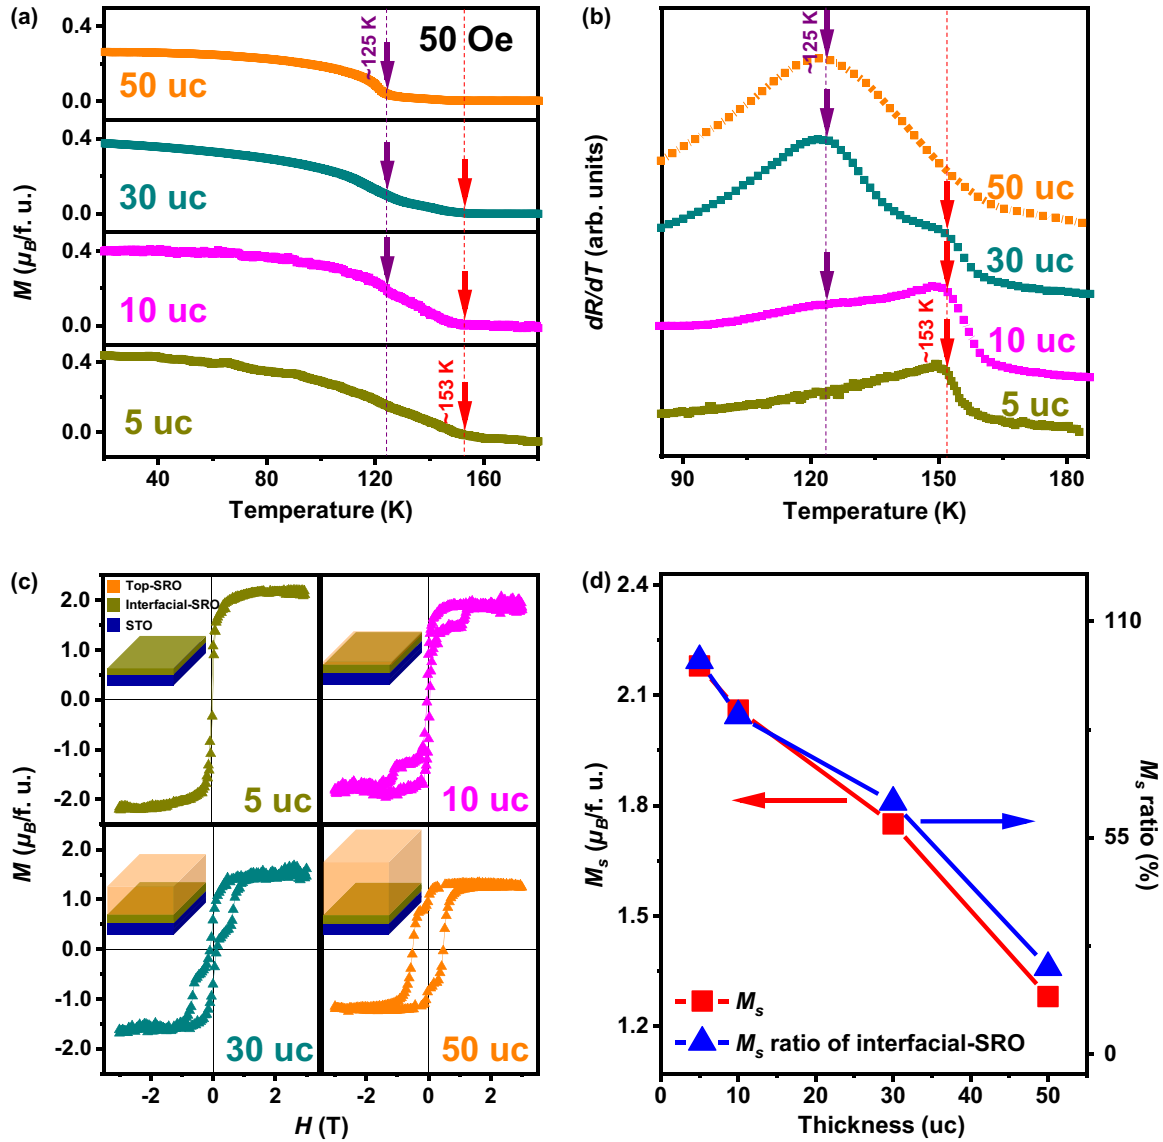 (a)
50 Oe
~125 K
50 uc
30 uc
10 uc
5 uc
~153 K
0.4
0.0
0.4
0.0
0.4
0.0
0.4
0.0
M (μB/f. u.)
40 80 120 160
Temperature (K)
(b)
~125 K
50 uc
30 uc
10 uc
~153 K
5 uc
dR/dT (arb. units)
90 120 150 180
Temperature (K)
(c)
Top-SRO
Interfacial-SRO
STO
5 uc
10 uc
30 uc
50 uc
2.0
1.0
0.0
-1.0
-2.0
2.0
1.0
0.0
-1.0
-2.0
M (μB/f. u.)
-2 0 2 -2 0 2
H (T)
(d)
2.4
2.1
1.8
1.5
1.2
Ms (μB/f. u.)
110
55
0
Ms ratio (%)
Ms
Ms ratio of interfacial-SRO
0 10 20 30 40 50
Thickness (uc)